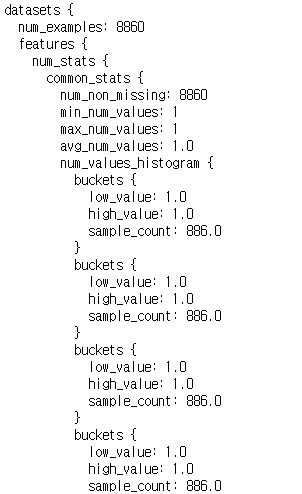 datasets {
  num_examples: 8860
  features {
    num_stats {
      common_stats {
        num_non_missing: 8860
        min_num_values: 1
        max_num_values: 1
        avg_num_values: 1.0
        num_values_histogram {
          buckets {
            low_value: 1.0
            high_value: 1.0
            sample_count: 886.0
          }
          buckets {
            low_value: 1.0
            high_value: 1.0
            sample_count: 886.0
          }
          buckets {
            low_value: 1.0
            high_value: 1.0
            sample_count: 886.0
          }
          buckets {
            low_value: 1.0
            high_value: 1.0
            sample_count: 886.0